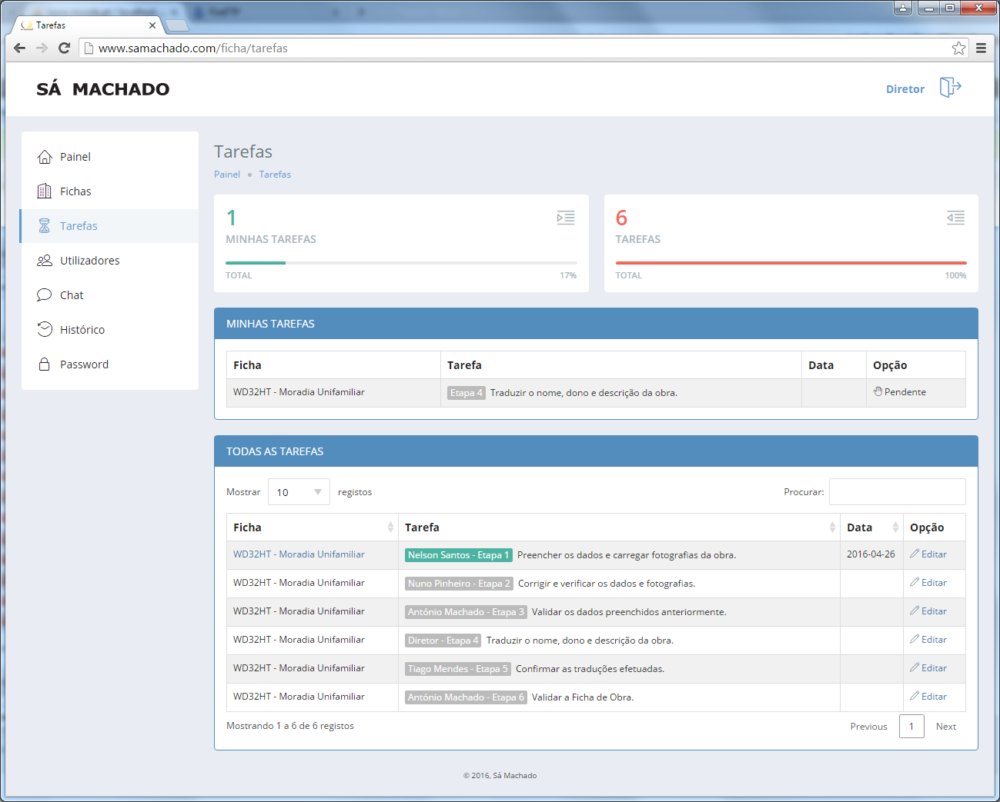 Tarefas
www.samachado.com/ficha/tarefas
SÁ MACHADO
Diretor
Painel
Fichas
Tarefas
Utilizadores
Chat
Histórico
Password
Tarefas
Painel Tarefas
1
MINHAS TAREFAS
TOTAL 17%
6
TAREFAS
TOTAL 100%
MINHAS TAREFAS
Ficha Tarefa Data Opção
WD32HT - Moradia Unifamiliar Etapa 4 Traduzir o nome, dono e descrição da obra. Pendente
TODAS AS TAREFAS
Mostrar 10 registos Procurar:
Ficha Tarefa Data Opção
WD32HT - Moradia Unifamiliar Nelson Santos - Etapa 1 Preencher os dados e carregar fotografias da obra. 2016-04-26 Editar
WD32HT - Moradia Unifamiliar Nuno Pinheiro - Etapa 2 Corrigir e verificar os dados e fotografias. Editar
WD32HT - Moradia Unifamiliar António Machado - Etapa 3 Validar os dados preenchidos anteriormente. Editar
WD32HT - Moradia Unifamiliar Diretor - Etapa 4 Traduzir o nome, dono e descrição da obra. Editar
WD32HT - Moradia Unifamiliar Tiago Mendes - Etapa 5 Confirmar as traduções efetuadas. Editar
WD32HT - Moradia Unifamiliar António Machado - Etapa 6 Validar a Ficha de Obra. Editar
Mostrando 1 a 6 de 6 registos Previous 1 Next
© 2016, Sá Machado